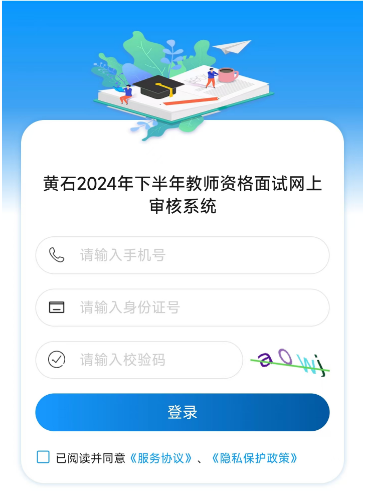 黄石2024年下半年教师资格面试网上
审核系统
请输入手机号
请输入身份证号
请输入校验码
aowj
登录
已阅读并同意《服务协议》、《隐私保护政策》